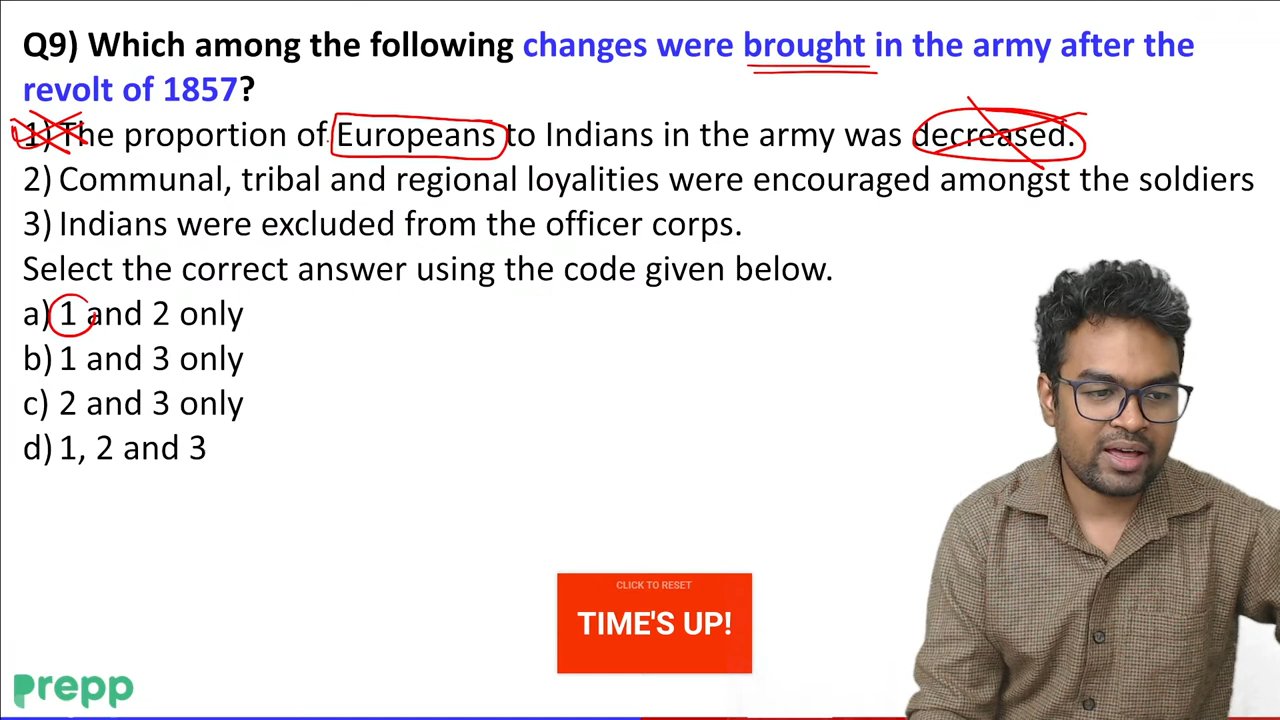 Q9) Which among the following changes were brought in the army after the
revolt of 1857?
1) The proportion of Europeans to Indians in the army was decreased.
2) Communal, tribal and regional loyalities were encouraged amongst the soldiers
3) Indians were excluded from the officer corps.
Select the correct answer using the code given below.
a) 1 and 2 only
b) 1 and 3 only
c) 2 and 3 only
d) 1, 2 and 3
CLICK TO RESET
TIME'S UP!
prepp